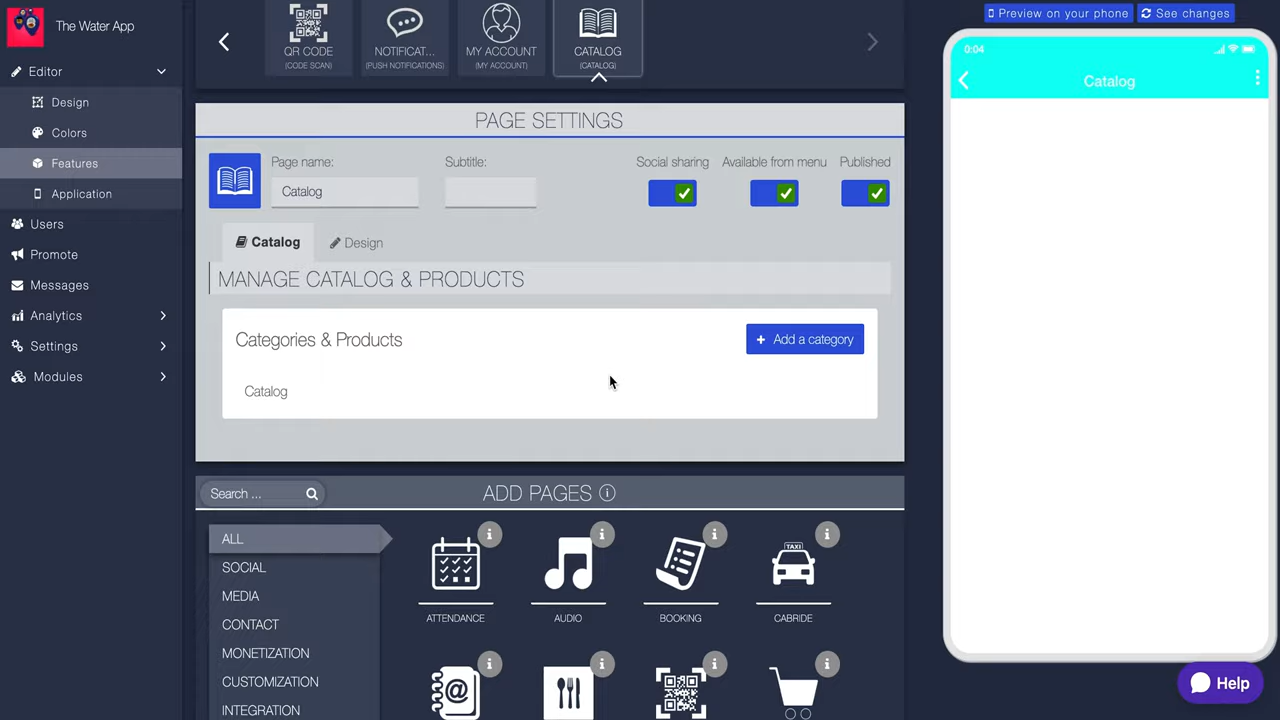 The Water App
Editor
Design
Colors
Features
Application
Users
Promote
Messages
Analytics
Settings
Modules
QR CODE
(CODE SCAN)
NOTIFICAT...
(PUSH NOTIFICATIONS)
MY ACCOUNT
(MY ACCOUNT)
CATALOG
(CATALOG)
PAGE SETTINGS
Page name:
Subtitle:
Social sharing
Available from menu
Published
Catalog
Catalog
Design
MANAGE CATALOG & PRODUCTS
Categories & Products
+ Add a category
Catalog
Search ...
ADD PAGES
ALL
SOCIAL
MEDIA
CONTACT
MONETIZATION
CUSTOMIZATION
INTEGRATION
ATTENDANCE
AUDIO
BOOKING
TAXI
CABRIDE
Preview on your phone
See changes
0:04
Catalog
Help